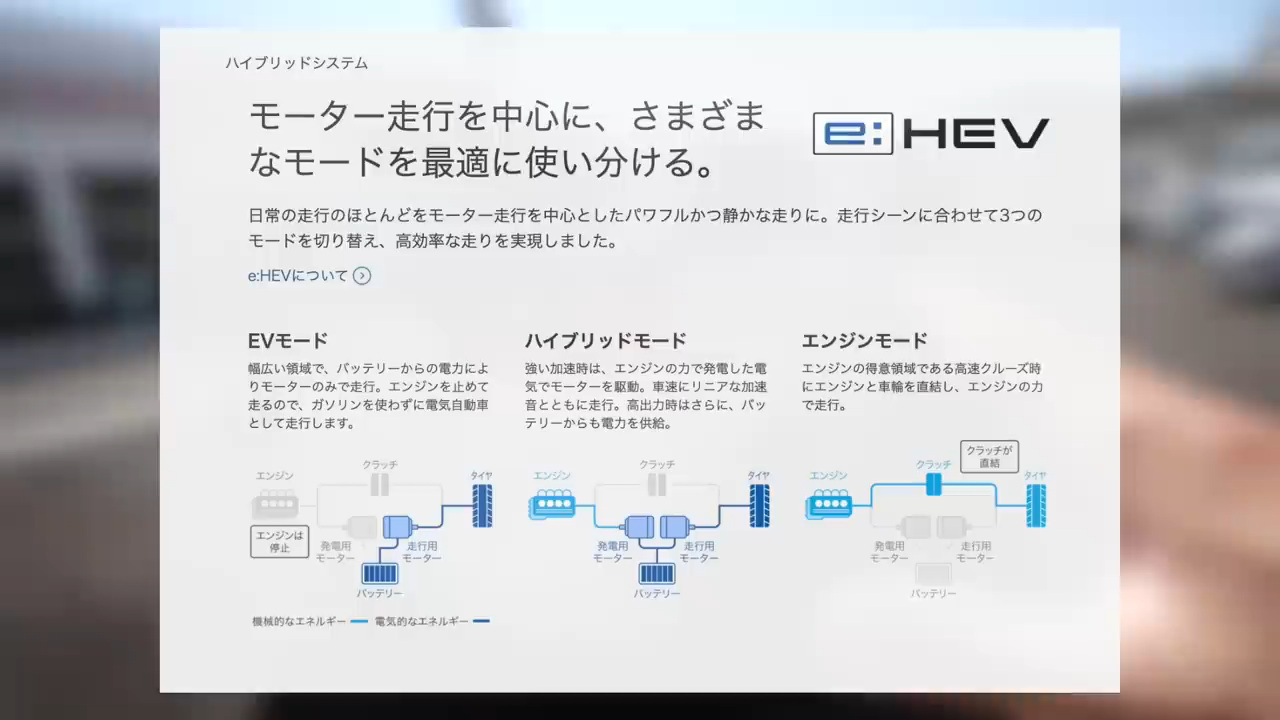 ハイブリッドシステム
モーター走行を中心に、さまざま
なモードを最適に使い分ける。
e:HEV
日常の走行のほとんどをモーター走行を中心としたパワフルかつ静かな走りに。走行シーンに合わせて3つの
モードを切り替え、高効率な走りを実現しました。
e:HEVについて
EVモード
幅広い領域で、バッテリーからの電力によ
りモーターのみで走行。エンジンを止めて
走るので、ガソリンを使わずに電気自動車
として走行します。
エンジン
クラッチ
タイヤ
エンジンは
停止
発電用
モーター
走行用
モーター
バッテリー
ハイブリッドモード
強い加速時は、エンジンの力で発電した電
気でモーターを駆動。車速にリニアな加速
音とともに走行。高出力時はさらに、バッ
テリーからも電力を供給。
エンジン
クラッチ
タイヤ
発電用
モーター
走行用
モーター
バッテリー
エンジンモード
エンジンの得意領域である高速クルーズ時
にエンジンと車輪を直結し、エンジンの力
で走行。
エンジン
クラッチ
クラッチが
直結
タイヤ
発電用
モーター
走行用
モーター
バッテリー
機械的なエネルギー
電気的なエネルギー